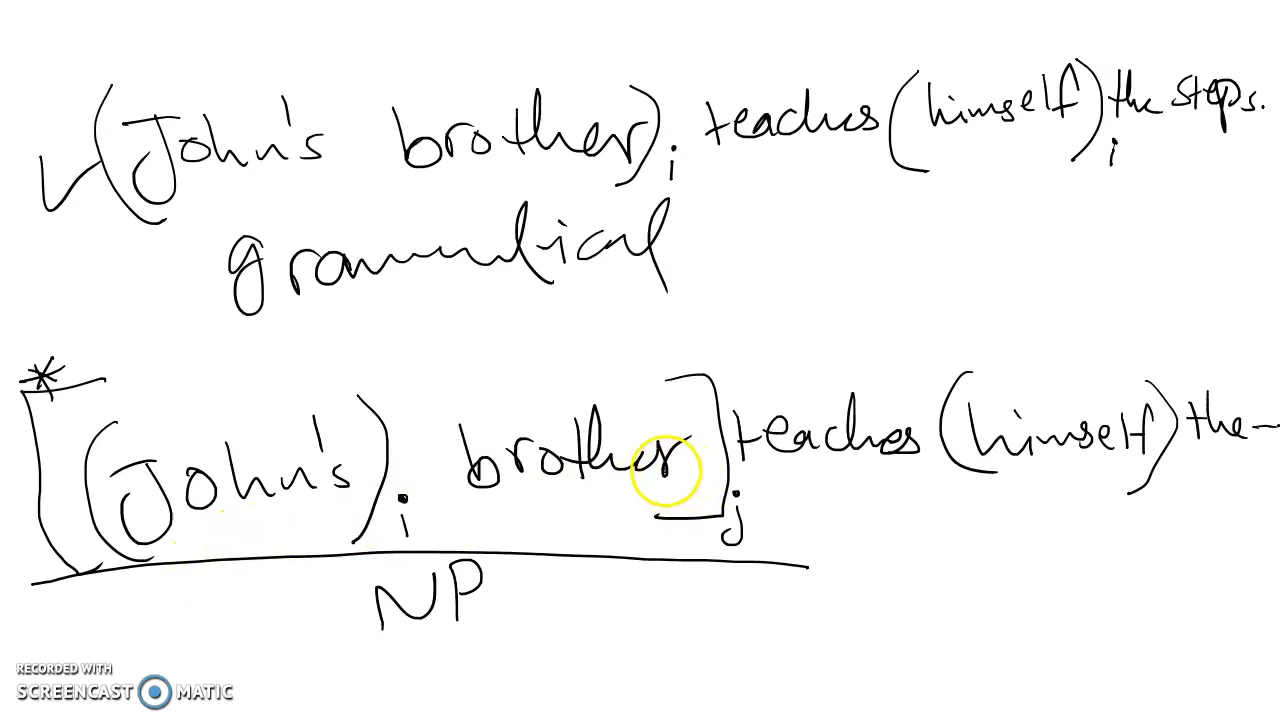 (John's brother)i teaches (himself)i the steps.
grammatical
* [(John's)i brother]j teaches (himself) the
NP
RECORDED WITH
SCREENCAST MATIC